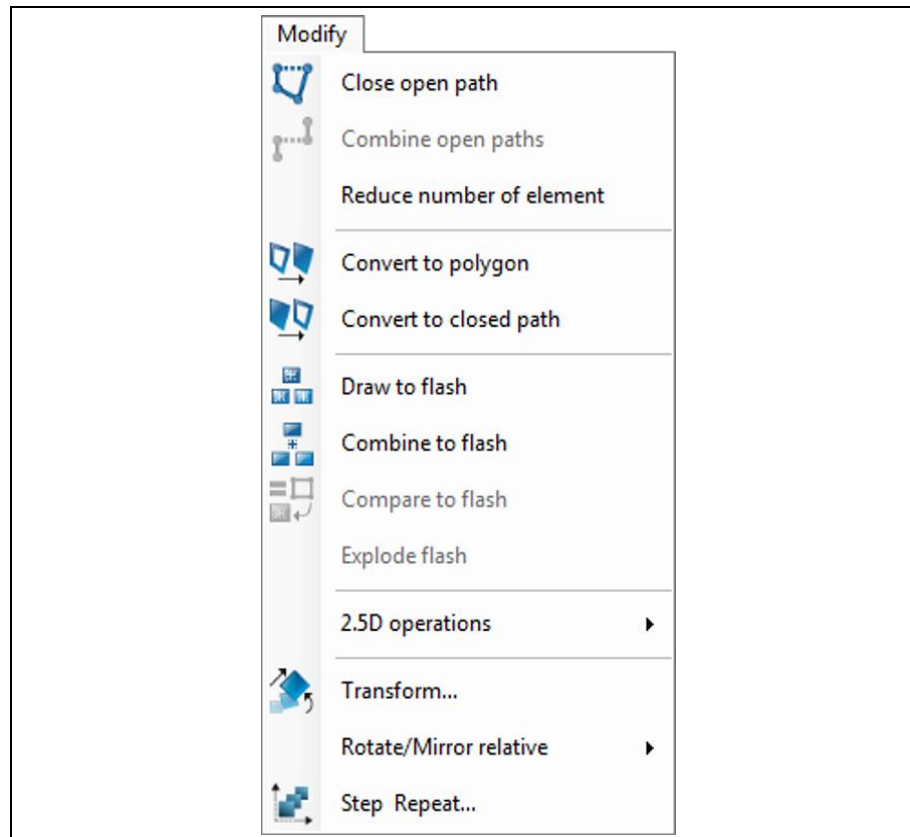 Modify
Close open path
Combine open paths
Reduce number of element
Convert to polygon
Convert to closed path
Draw to flash
Combine to flash
Compare to flash
Explode flash
2.5D operations
Transform...
Rotate/Mirror relative
Step Repeat...